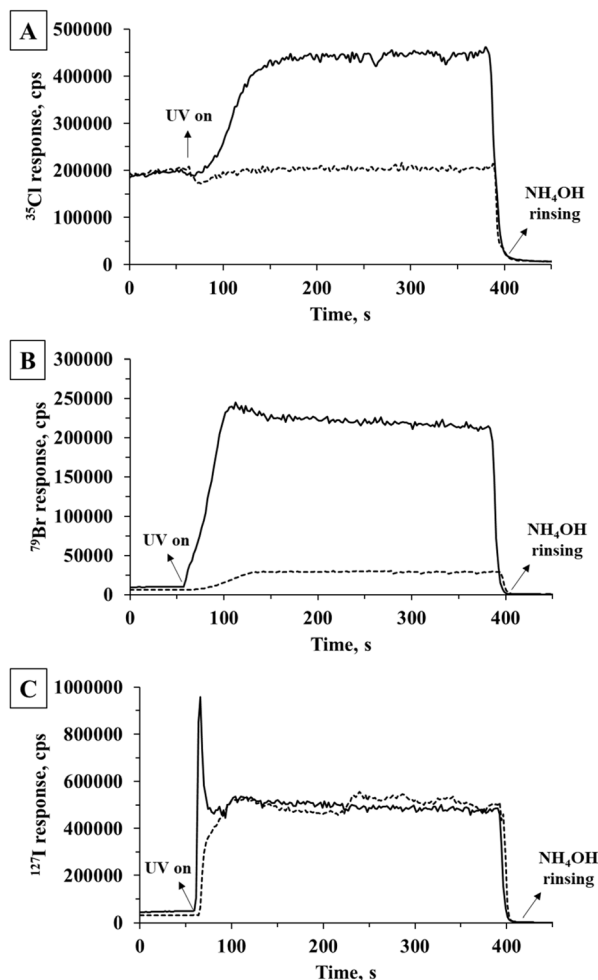 A
500000
400000
300000
200000
100000
0
³⁵Cl response, cps
UV on
NH₄OH
rinsing
0 100 200 300 400
Time, s
B
300000
250000
200000
150000
100000
50000
0
⁷⁹Br response, cps
UV on
NH₄OH
rinsing
0 100 200 300 400
Time, s
C
1000000
800000
600000
400000
200000
0
¹²⁷I response, cps
UV on
NH₄OH
rinsing
0 100 200 300 400
Time, s